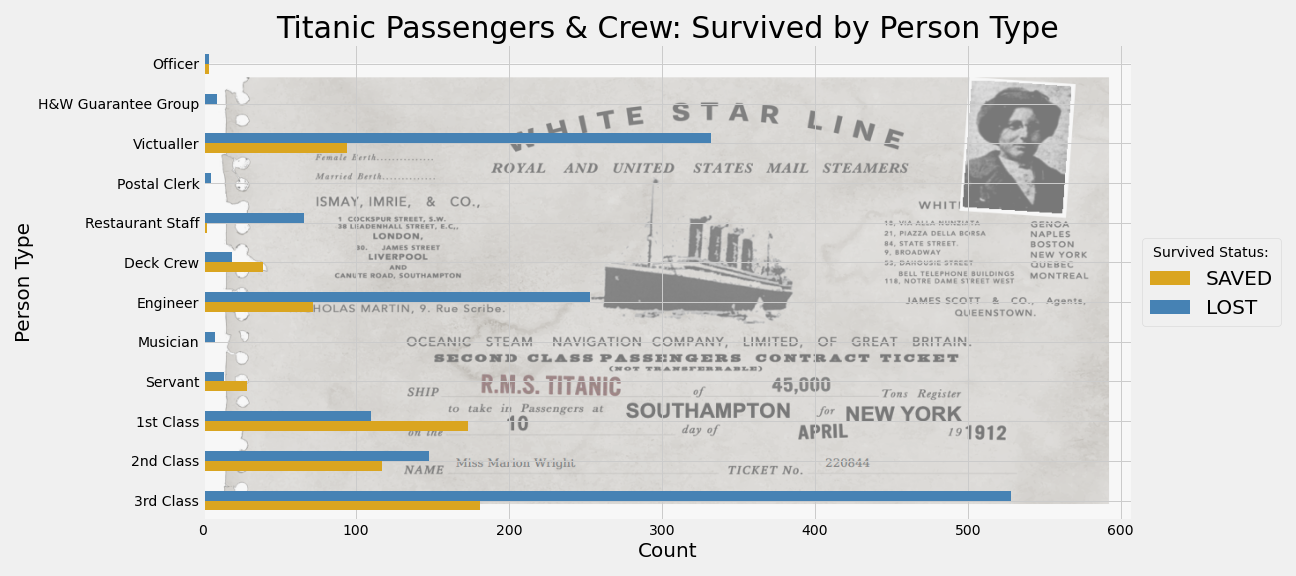 Titanic Passengers & Crew: Survived by Person Type
Officer
H&W Guarantee Group
Victualler
Postal Clerk
Restaurant Staff
Deck Crew
Engineer
Musician
Servant
1st Class
2nd Class
3rd Class
Person Type
0 100 200 300 400 500 600
Count
Survived Status:
SAVED
LOST
WHITE STAR LINE
Female Berth...............
ROYAL AND UNITED STATES MAIL STEAMERS
Married Berth.............
ISMAY, IMRIE, & CO.,
1 COCKSPUR STREET, S.W.
38 LEADENHALL STREET, E.C.,
LONDON,
30. JAMES STREET
LIVERPOOL
AND
CANUTE ROAD, SOUTHAMPTON
WHIT
10, VIA ALLA NUNZIATA GENOA
21, PIAZZA DELLA BORSA NAPLES
84, STATE STREET. BOSTON
9, BROADWAY NEW YORK
53, DAHOUSIE STREET QUEBEC
BELL TELEPHONE BUILDINGS
118, NOTRE DAME STREET WEST MONTREAL
HOLAS MARTIN, 9. Rue Scribe.
JAMES SCOTT & CO., Agents,
QUEENSTOWN.
OCEANIC STEAM NAVIGATION COMPANY, LIMITED, OF GREAT BRITAIN.
SECOND CLASS PASSENGERS CONTRACT TICKET
(NOT TRANSFERRABLE)
SHIP R.M.S. TITANIC of 45,000 Tons Register
to take in Passengers at SOUTHAMPTON for NEW YORK
on the 10 day of APRIL 19 1912
NAME Miss Marion Wright TICKET No. 220844